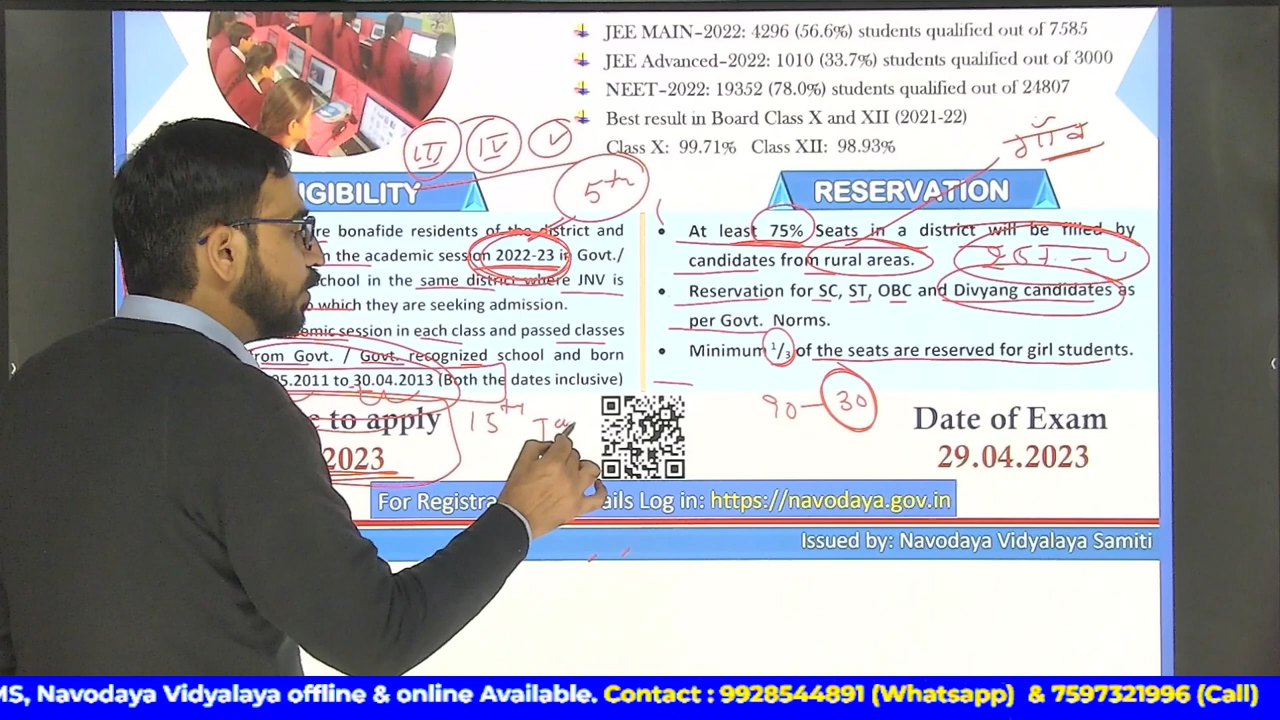 JEE MAIN-2022: 4296 (56.6%) students qualified out of 7585
JEE Advanced-2022: 1010 (33.7%) students qualified out of 3000
NEET-2022: 19352 (78.0%) students qualified out of 24807
Best result in Board Class X and XII (2021-22)
Class X: 99.71% Class XII: 98.93%
III IV V
5th
गाँव
IGIBILITY
re bonafide residents of the district and
n the academic session 2022-23 in Govt./
chool in the same district where JNV is
o which they are seeking admission.
emic session in each class and passed classes
rom Govt. / Govt. recognized school and born
05.2011 to 30.04.2013 (Both the dates inclusive)
e to apply
2023
15th Ja
RESERVATION
At least 75% Seats in a district will be filled by
candidates from rural areas.
25%
Reservation for SC, ST, OBC and Divyang candidates as
per Govt. Norms.
Minimum 1/3 of the seats are reserved for girl students.
90 - 30
Date of Exam
29.04.2023
For Registra ails Log in: https://navodaya.gov.in
Issued by: Navodaya Vidyalaya Samiti
MS, Navodaya Vidyalaya offline & online Available. Contact : 9928544891 (Whatsapp) & 7597321996 (Call)